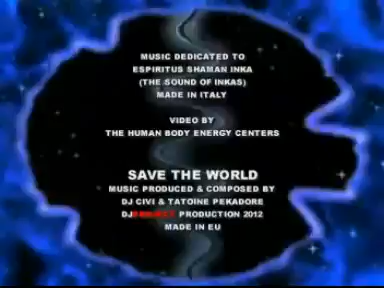 MUSIC DEDICATED TO
ESPIRITUS SHAMAN INKA
(THE SOUND OF INKAS)
MADE IN ITALY
VIDEO BY
THE HUMAN BODY ENERGY CENTERS
SAVE THE WORLD
MUSIC PRODUCED & COMPOSED BY
DJ CIVI & TATOINE PEKADORE
DJPROJECT PRODUCTION 2012
MADE IN EU